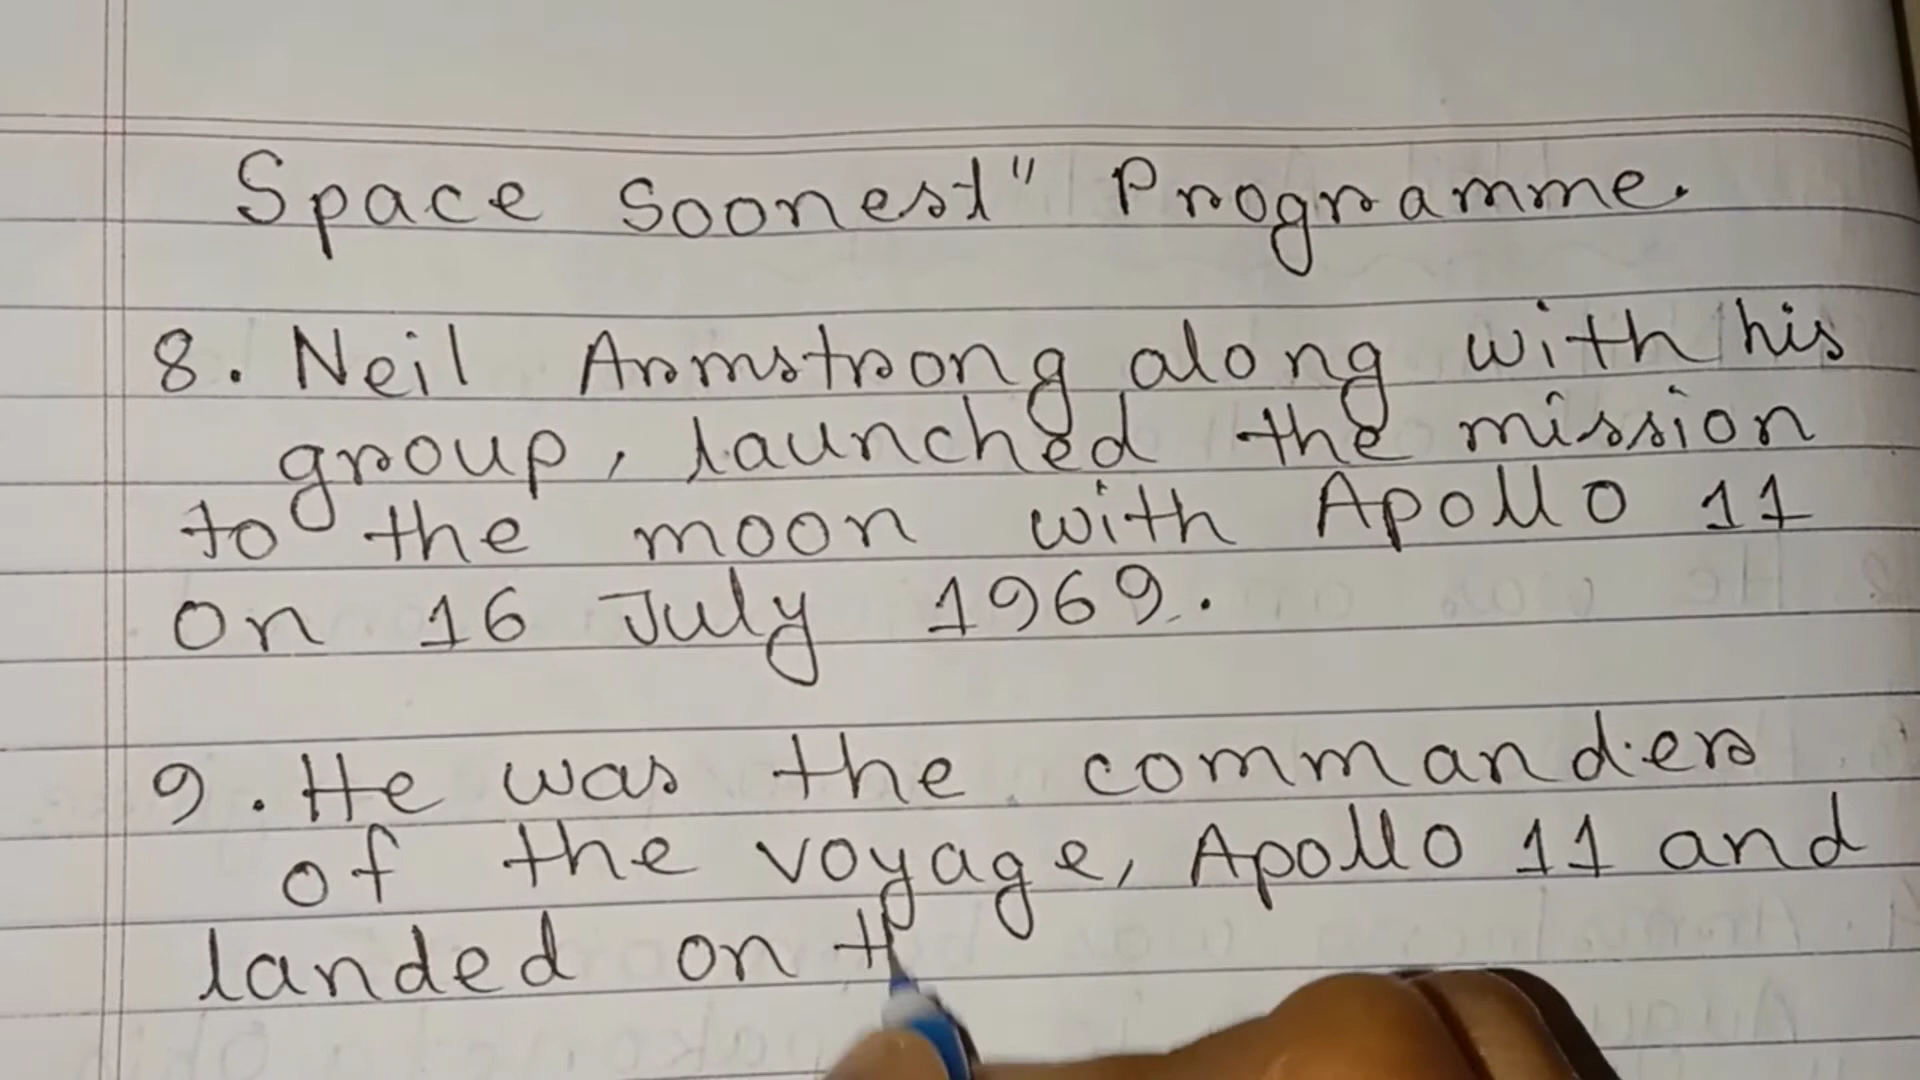 Space Soonest" Programme.
8. Neil Armstrong along with his
group, launched the mission
to the moon with Apollo 11
on 16 July 1969.
9. He was the commander
of the voyage, Apollo 11 and
landed on